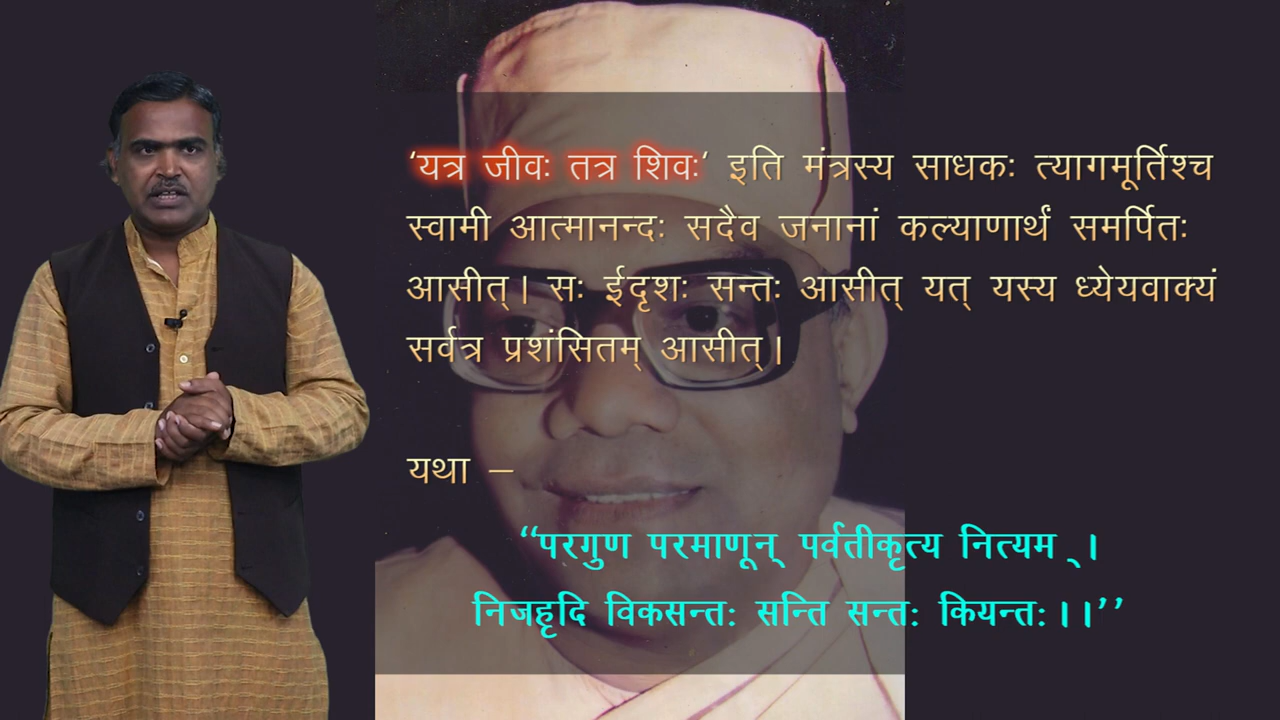 ‘यत्र जीवः तत्र शिवः‘ इति मंत्रस्य साधकः त्यागमूर्तिश्च
स्वामी आत्मानन्दः सदैव जनानां कल्याणार्थं समर्पितः
आसीत्। सः ईदृशः सन्तः आसीत् यत् यस्य ध्येयवाक्यं
सर्वत्र प्रशंसितम् आसीत्।
यथा –
“परगुण परमाणून् पर्वतीकृत्य नित्यम ्।
निजहृदि विकसन्तः सन्ति सन्तः कियन्तः।।’’